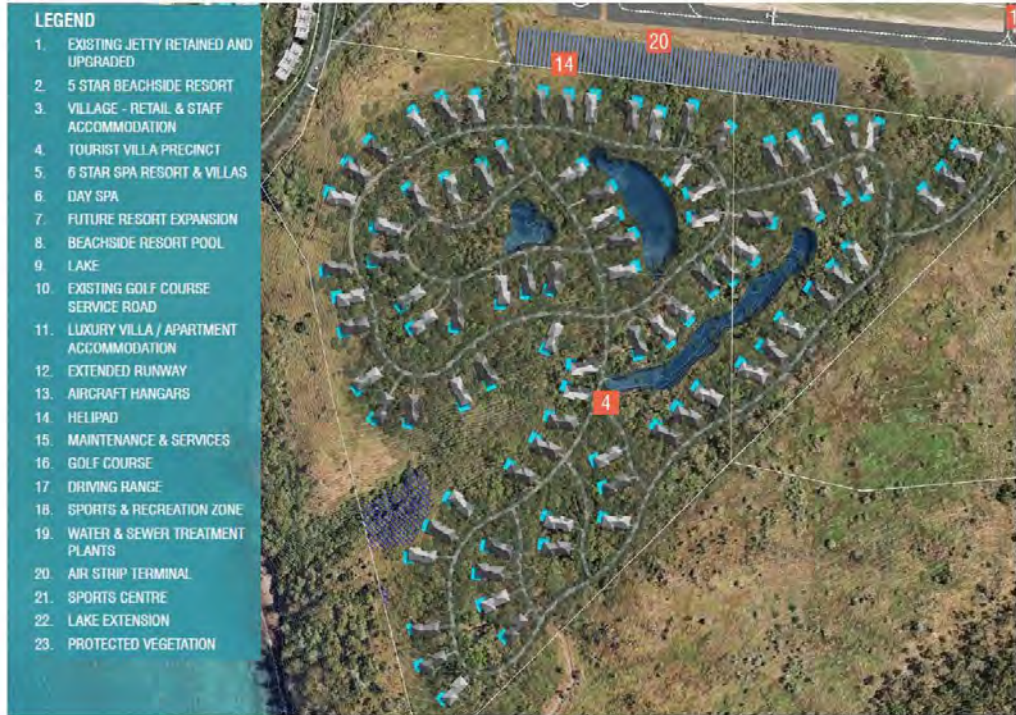 LEGEND
1. EXISTING JETTY RETAINED AND
UPGRADED
2. 5 STAR BEACHSIDE RESORT
3. VILLAGE - RETAIL & STAFF
ACCOMMODATION
4. TOURIST VILLA PRECINCT
5. 6 STAR SPA RESORT & VILLAS
6. DAY SPA
7. FUTURE RESORT EXPANSION
8. BEACHSIDE RESORT POOL
9. LAKE
10. EXISTING GOLF COURSE
SERVICE ROAD
11. LUXURY VILLA / APARTMENT
ACCOMMODATION
12. EXTENDED RUNWAY
13. AIRCRAFT HANGARS
14. HELIPAD
15. MAINTENANCE & SERVICES
16. GOLF COURSE
17. DRIVING RANGE
18. SPORTS & RECREATION ZONE
19. WATER & SEWER TREATMENT
PLANTS
20. AIR STRIP TERMINAL
21. SPORTS CENTRE
22. LAKE EXTENSION
23. PROTECTED VEGETATION
20
14
4